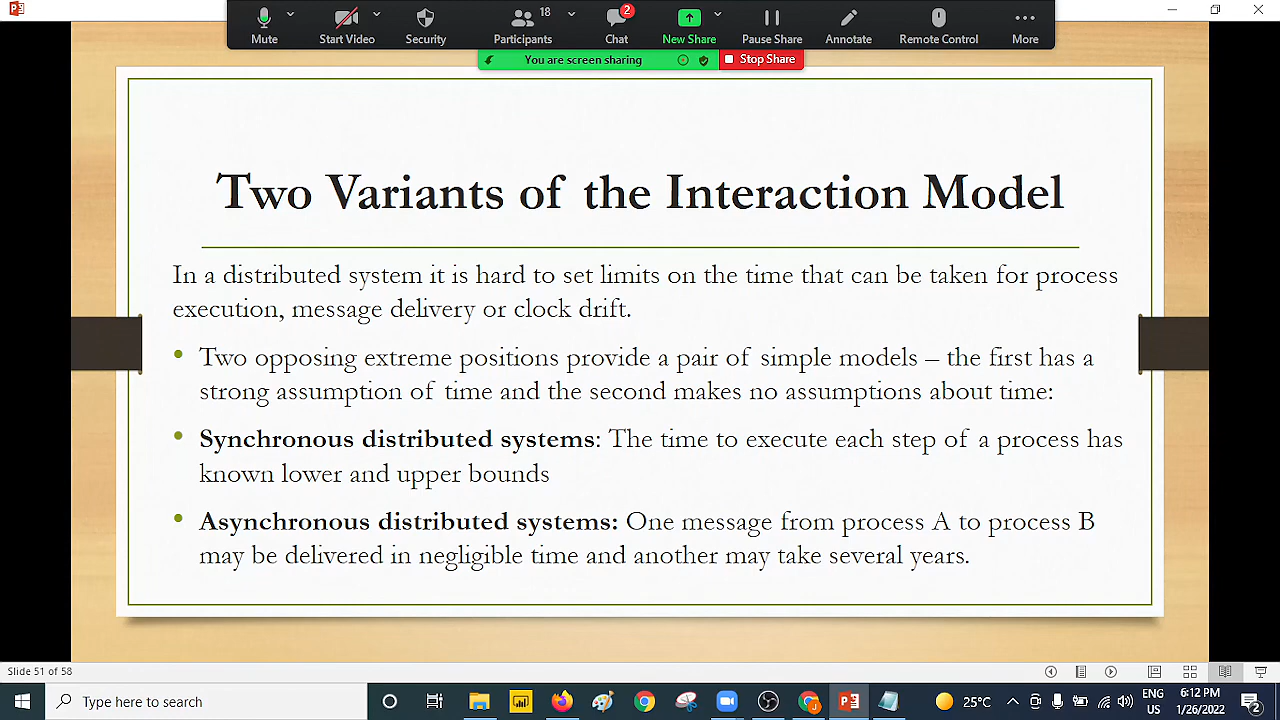 18
2
Mute
Start Video
Security
Participants
Chat
New Share
Pause Share
Annotate
Remote Control
More
You are screen sharing
Stop Share
Two Variants of the Interaction Model
In a distributed system it is hard to set limits on the time that can be taken for process
execution, message delivery or clock drift.
• Two opposing extreme positions provide a pair of simple models – the first has a
strong assumption of time and the second makes no assumptions about time:
• Synchronous distributed systems: The time to execute each step of a process has
known lower and upper bounds
• Asynchronous distributed systems: One message from process A to process B
may be delivered in negligible time and another may take several years.
Slide 51 of 58
Type here to search
25°C
ENG
US
6:12 PM
1/26/2022
2